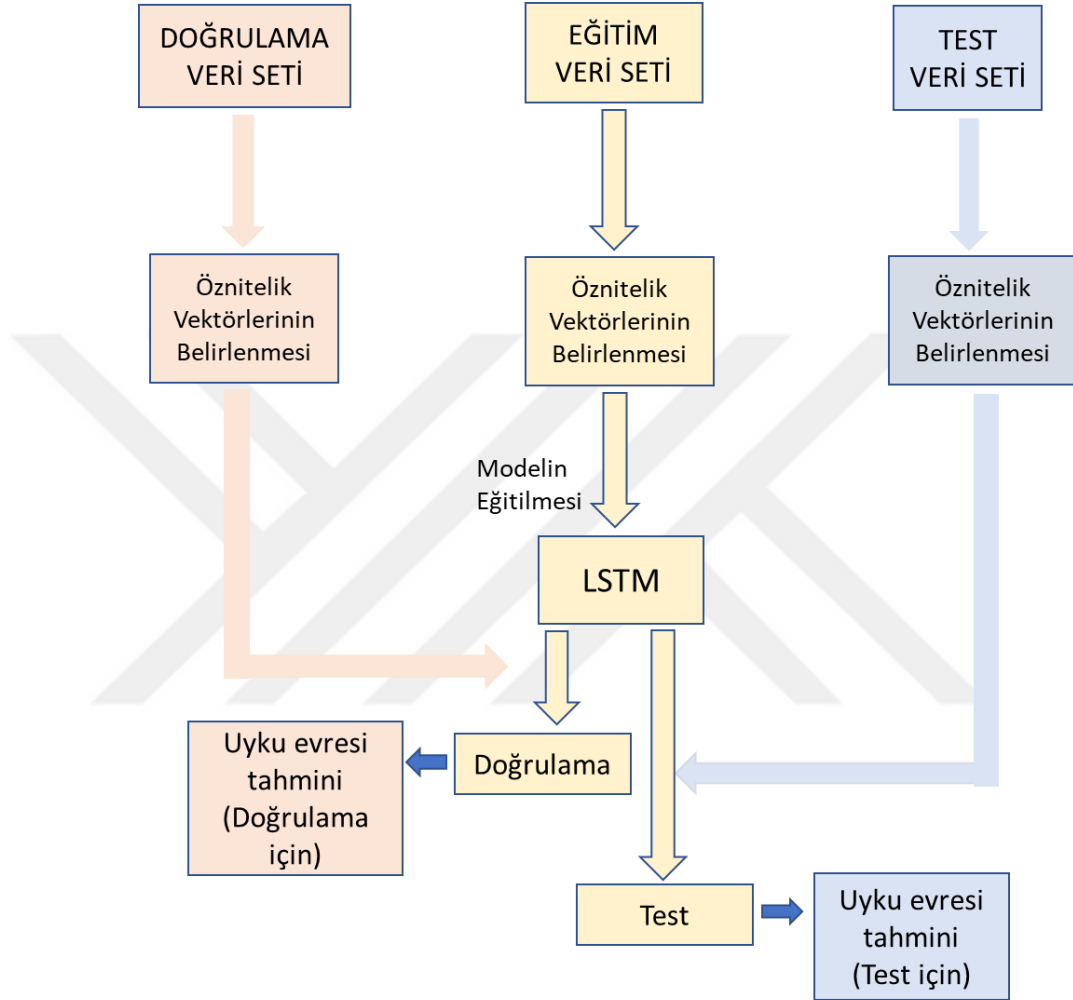 DOĞRULAMA
VERİ SETİ
EĞİTİM
VERİ SETİ
TEST
VERİ SETİ
Öznitelik
Vektörlerinin
Belirlenmesi
Öznitelik
Vektörlerinin
Belirlenmesi
Öznitelik
Vektörlerinin
Belirlenmesi
Modelin
Eğitilmesi
LSTM
Uyku evresi
tahmini
(Doğrulama
için)
Doğrulama
Test
Uyku evresi
tahmini
(Test için)